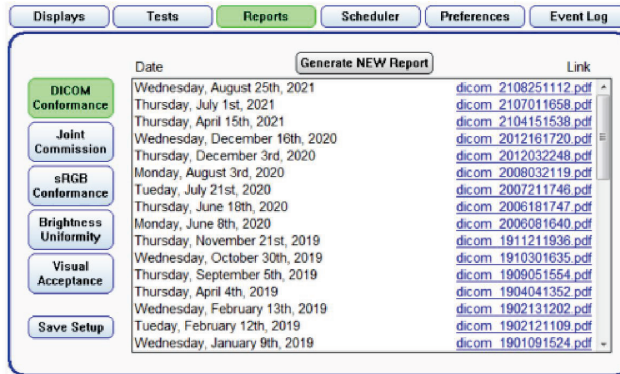 Displays Tests Reports Scheduler Preferences Event Log
Date Generate NEW Report Link
DICOM Conformance
Joint Commission
sRGB Conformance
Brightness Uniformity
Visual Acceptance
Save Setup
Wednesday, August 25th, 2021 dicom_2108251112.pdf
Thursday, July 1st, 2021 dicom_2107011658.pdf
Thursday, April 15th, 2021 dicom_2104151538.pdf
Wednesday, December 16th, 2020 dicom_2012161720.pdf
Thursday, December 3rd, 2020 dicom_2012032248.pdf
Monday, August 3rd, 2020 dicom_2008032119.pdf
Tueday, July 21st, 2020 dicom_2007211746.pdf
Thursday, June 18th, 2020 dicom_2006181747.pdf
Monday, June 8th, 2020 dicom_2006081640.pdf
Thursday, November 21st, 2019 dicom_1911211936.pdf
Wednesday, October 30th, 2019 dicom_1910301635.pdf
Thursday, September 5th, 2019 dicom_1909051554.pdf
Thursday, April 4th, 2019 dicom_1904041352.pdf
Wednesday, February 13th, 2019 dicom_1902131202.pdf
Tueday, February 12th, 2019 dicom_1902121109.pdf
Wednesday, January 9th, 2019 dicom_1901091524.pdf